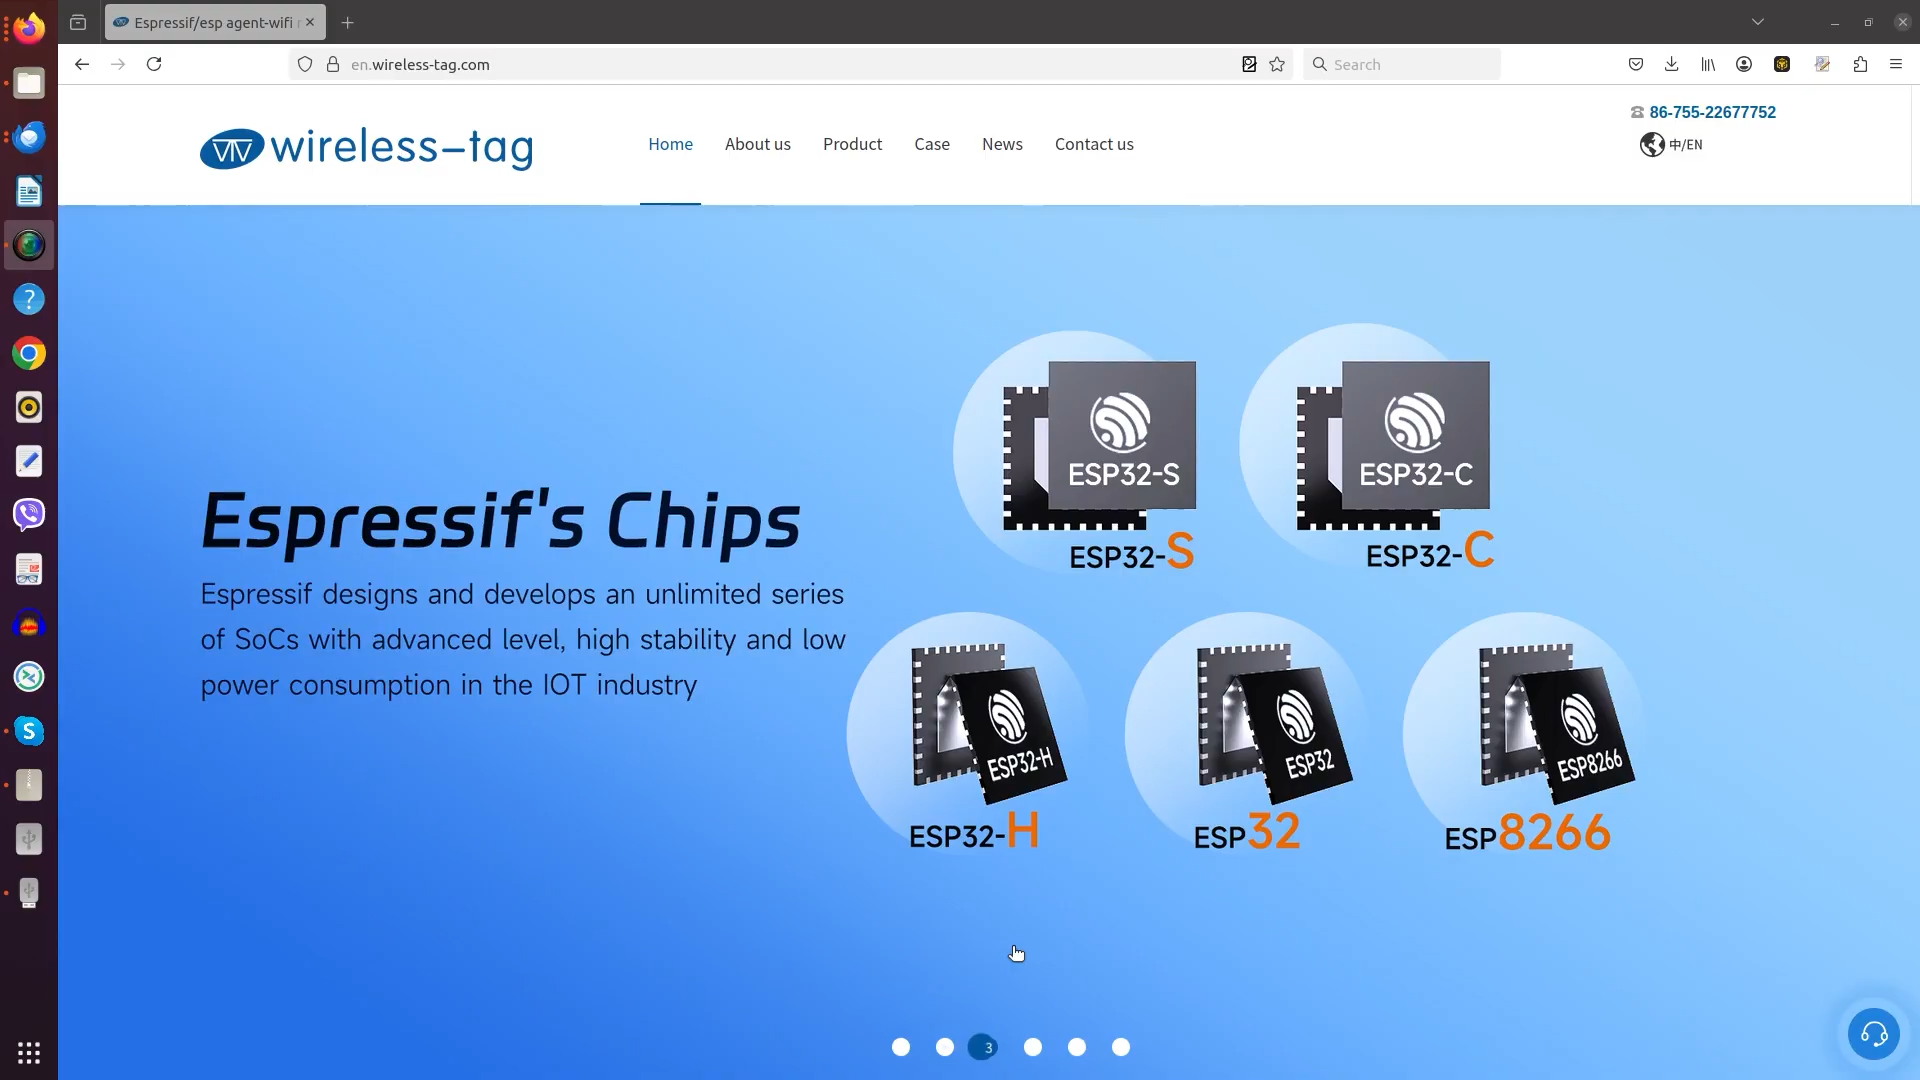 Espressif/esp agent-wifi
en.wireless-tag.com
Search
wireless-tag
Home
About us
Product
Case
News
Contact us
86-755-22677752
中/EN
Espressif's Chips
Espressif designs and develops an unlimited series
of SoCs with advanced level, high stability and low
power consumption in the IOT industry
ESP32-S
ESP32-C
ESP32-S
ESP32-C
ESP32-H
ESP32
ESP8266
ESP32-H
ESP32
ESP8266
3